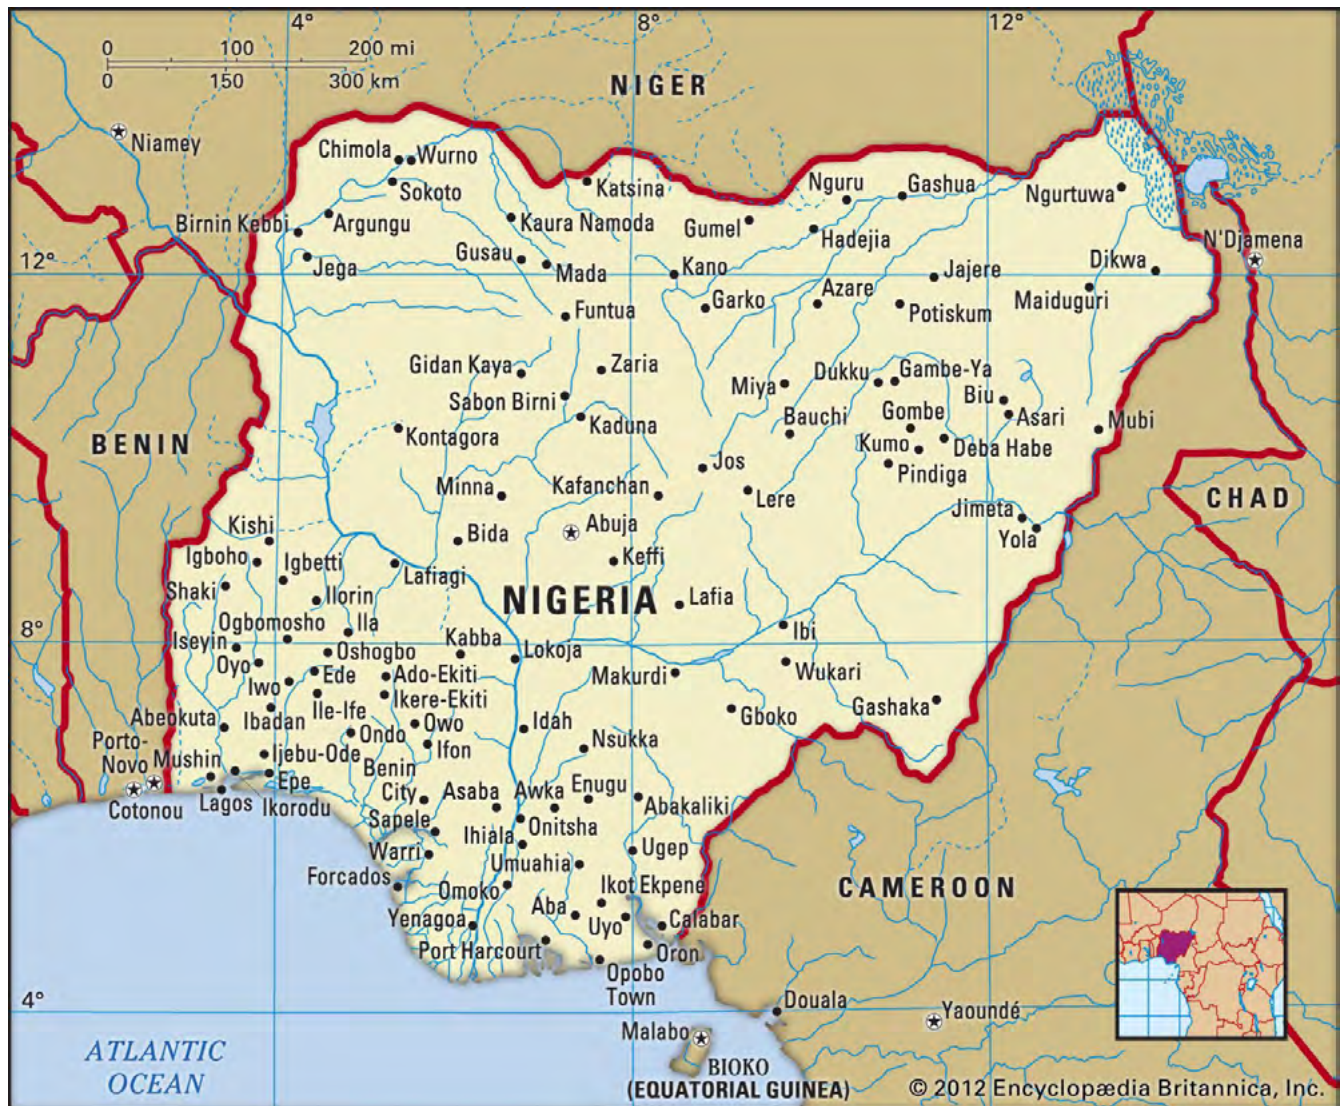 4°
8°
12°
0 100 200 mi
0 150 300 km
NIGER
Niamey
Chimola
Wurno
Sokoto
Katsina
Nguru
Gashua
Ngurtuwa
Birnin Kebbi
Argungu
Kaura Namoda
Gumel
Hadejia
N'Djamena
12°
Jega
Gusau
Mada
Kano
Jajere
Dikwa
Garko
Azare
Potiskum
Maiduguri
Funtua
Gidan Kaya
Zaria
Miya
Dukku
Gambe-Ya
Biu
Sabon Birni
Kaduna
Bauchi
Gombe
Asari
Mubi
BENIN
Kontagora
Kumo
Deba Habe
Jos
Pindiga
Minna
Kafanchan
Lere
CHAD
Jimeta
Kishi
Bida
Abuja
Yola
Igboho
Igbetti
Lafiagi
Keffi
Shaki
Ilorin
NIGERIA
Lafia
Ogbomosho
Ila
Ibi
8°
Iseyin
Oshogbo
Kabba
Lokoja
Oyo
Ede
Ado-Ekiti
Makurdi
Wukari
Iwo
Ikere-Ekiti
Ibadan
Ile-Ife
Owo
Gboko
Gashaka
Abeokuta
Ondo
Idah
Porto-
Novo
Mushin
Ijebu-Ode
Ifon
Nsukka
Epe
Benin
City
Cotonou
Lagos
Ikorodu
Asaba
Awka
Enugu
Abakaliki
Sapele
Ihiala
Onitsha
Warri
Umuahia
Ugep
Forcados
Omoko
Ikot Ekpene
CAMEROON
Yenagoa
Aba
Uyo
Calabar
Port Harcourt
Oron
Opobo
Town
4°
Douala
Yaoundé
Malabo
ATLANTIC
OCEAN
BIOKO
(EQUATORIAL GUINEA)
© 2012 Encyclopædia Britannica, Inc.